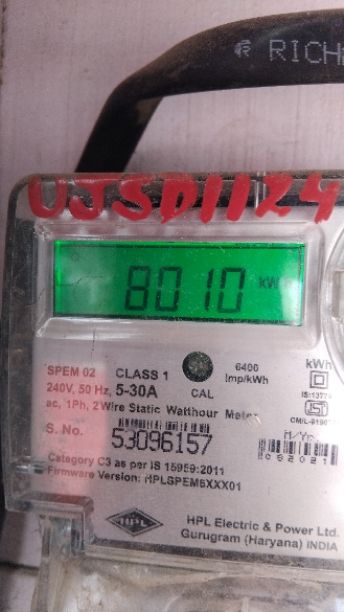 RICH
UJSD1124
8010 kW
SPEM 02 CLASS 1 6400 kWh
240V, 50 Hz, 5-30A CAL Imp/kWh
ac, 1Ph, 2Wire Static Watthour Meter
S. No. 53096157 M/Yr
Category C3 as per IS 15959:2011
Firmware Version: HPLSPEM6XXX01
HPL HPL Electric & Power Ltd.
Gurugram (Haryana) INDIA